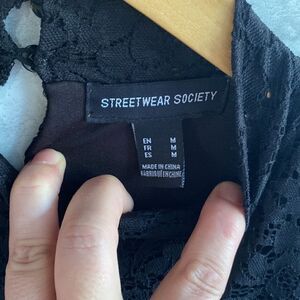 STREETWEAR SOCIETY
EN M
FR M
ES M
MADE IN CHINA
FABRIQUÉ EN CHINE